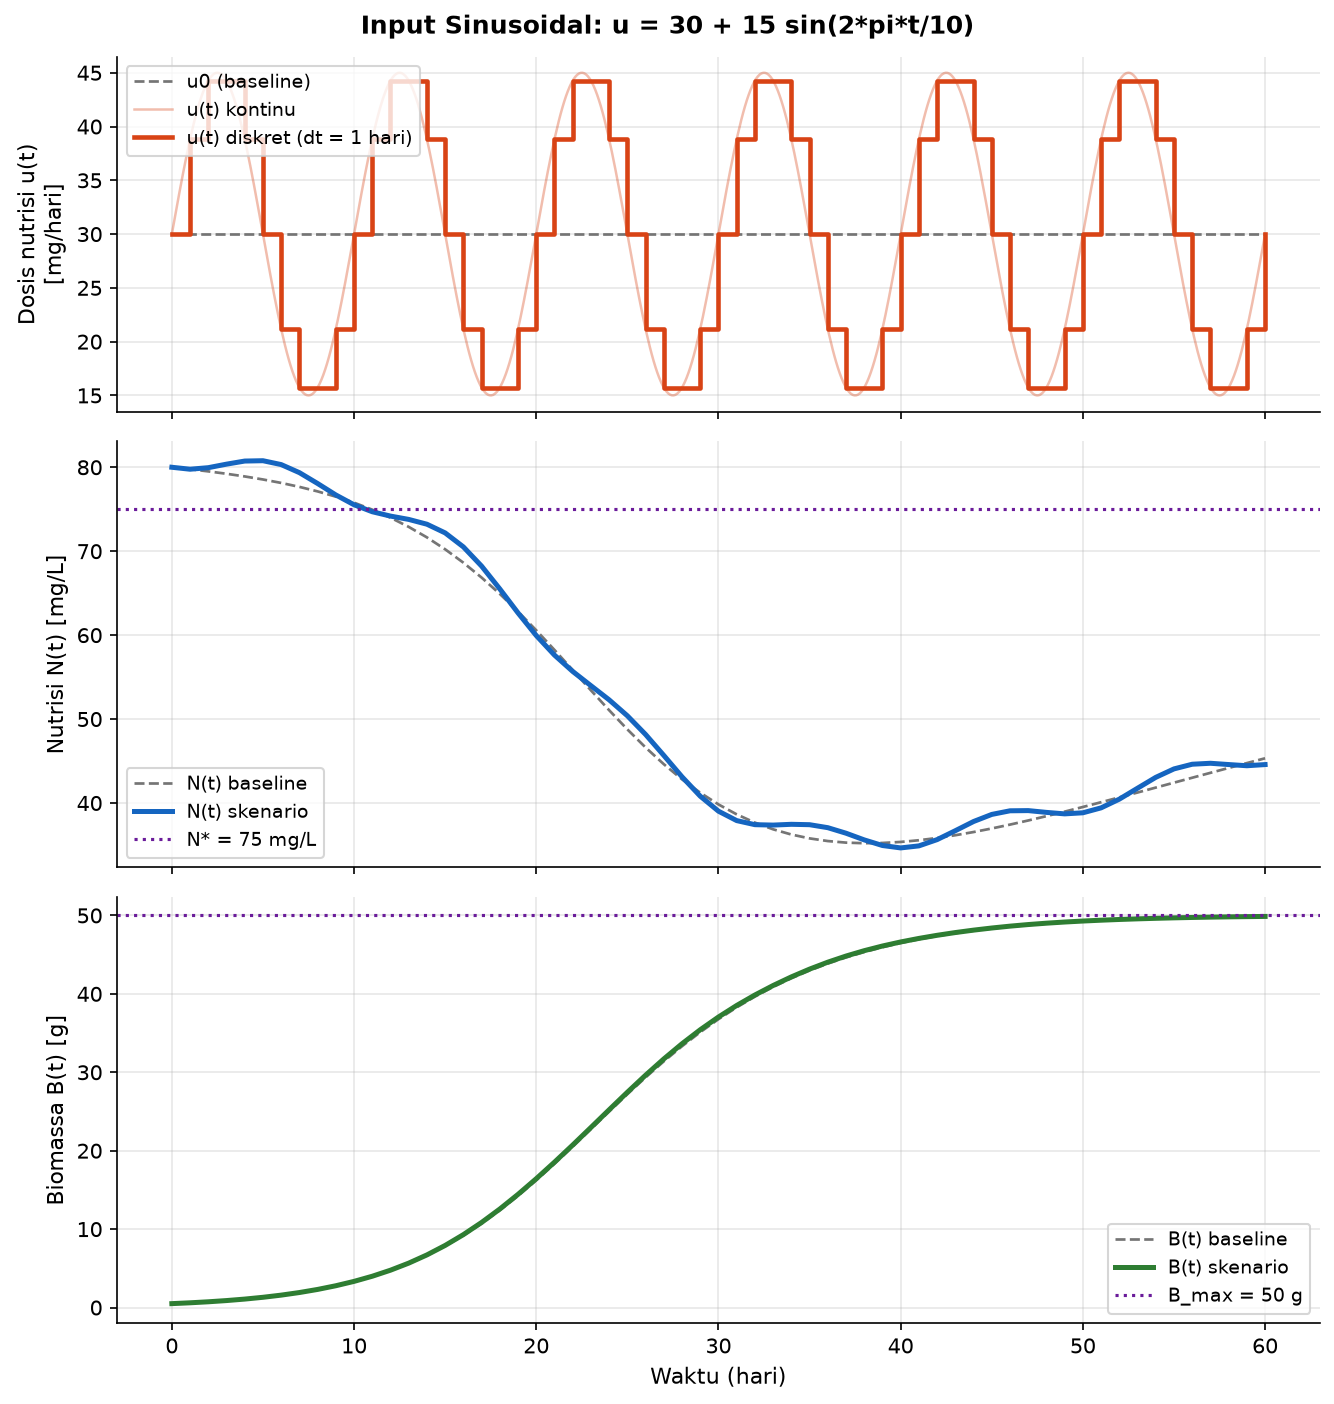 Input Sinusoidal: u = 30 + 15 sin(2*pi*t/10)
Dosis nutrisi u(t)
[mg/hari]
45
40
35
30
25
20
15
u0 (baseline)
u(t) kontinu
u(t) diskret (dt = 1 hari)
Nutrisi N(t) [mg/L]
80
70
60
50
40
N(t) baseline
N(t) skenario
N* = 75 mg/L
Biomassa B(t) [g]
50
40
30
20
10
0
B(t) baseline
B(t) skenario
B_max = 50 g
0 10 20 30 40 50 60
Waktu (hari)